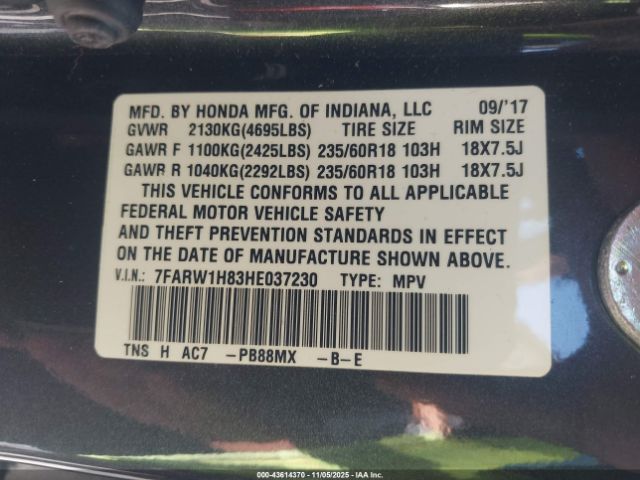 MFD. BY HONDA MFG. OF INDIANA, LLC 09/'17
GVWR 2130KG(4695LBS) TIRE SIZE RIM SIZE
GAWR F 1100KG(2425LBS) 235/60R18 103H 18X7.5J
GAWR R 1040KG(2292LBS) 235/60R18 103H 18X7.5J
THIS VEHICLE CONFORMS TO ALL APPLICABLE
FEDERAL MOTOR VEHICLE SAFETY
AND THEFT PREVENTION STANDARDS IN EFFECT
ON THE DATE OF MANUFACTURE SHOWN ABOVE.
V.I.N.: 7FARW1H83HE037230 TYPE: MPV
TNS H AC7 -PB88MX -B-E
000-43614370 - 11/05/2025 - IAAI.COM